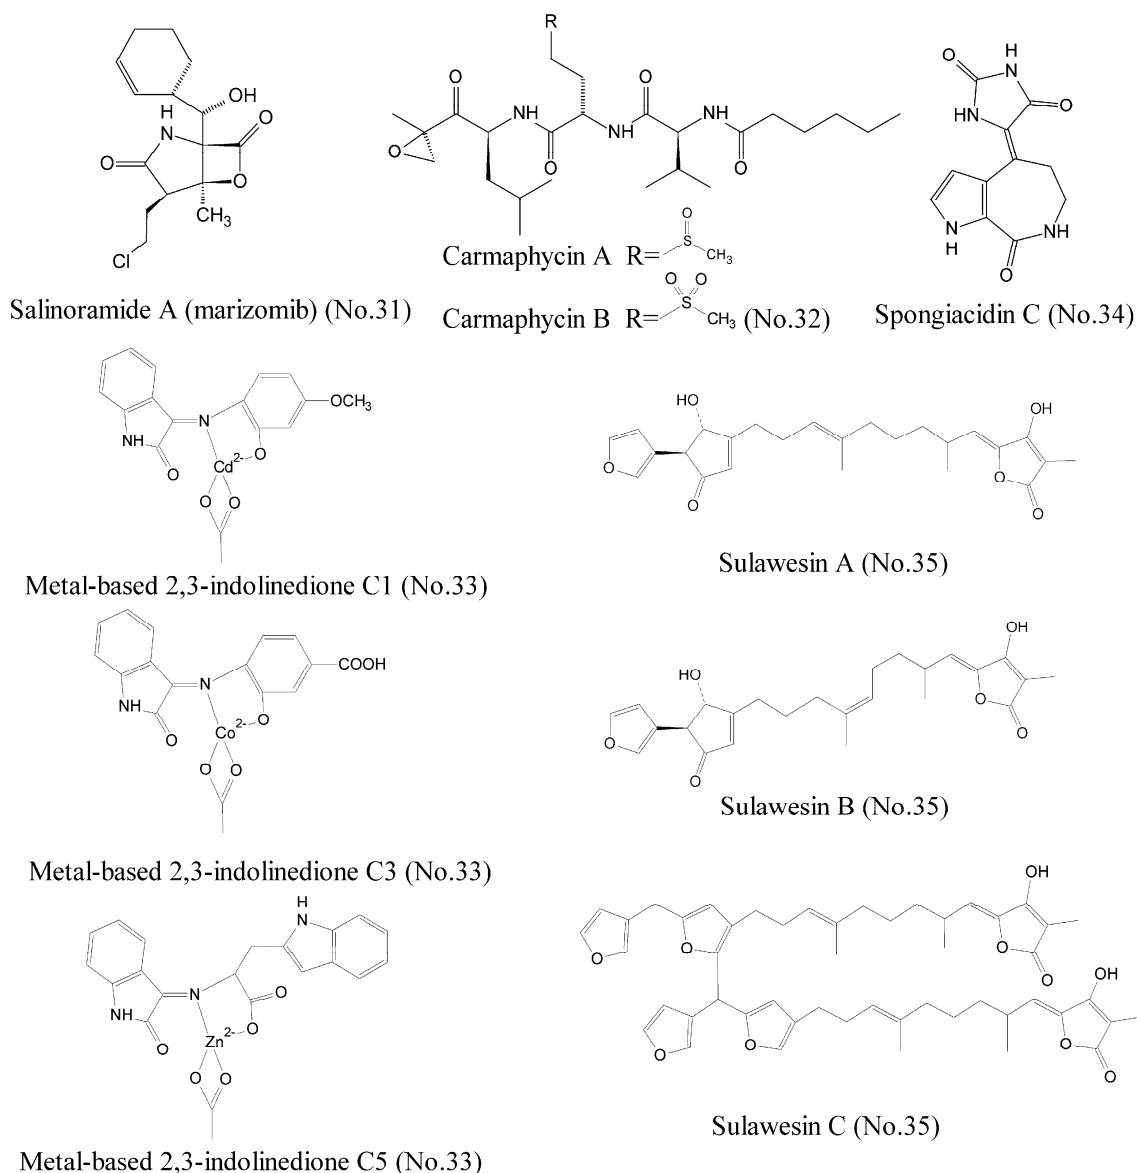 R
O
O
O
H
N
OH
O
NH
O
NH
O
HN
O
H
N
O
NH
NH
O
O
NH
O
O
CH3
Cl
O
S
CH3
N
H
NH
O
Carmaphycin A R=
O O
S
CH3
Salinoramide A (marizomib) (No.31)
Carmaphycin B R= (No.32)
Spongiacidin C (No.34)
N
OCH3
NH
O
O
Cd2-
O
O
HO
O
O
OH
O
O
Metal-based 2,3-indolinedione C1 (No.33)
Sulawesin A (No.35)
N
COOH
NH
O
O
Co2-
O
O
HO
O
O
OH
O
O
Sulawesin B (No.35)
Metal-based 2,3-indolinedione C3 (No.33)
H
N
N
O
NH
O
O
Zn2-
O
O
O
O
OH
O
O
O
O
OH
O
O
Metal-based 2,3-indolinedione C5 (No.33)
Sulawesin C (No.35)